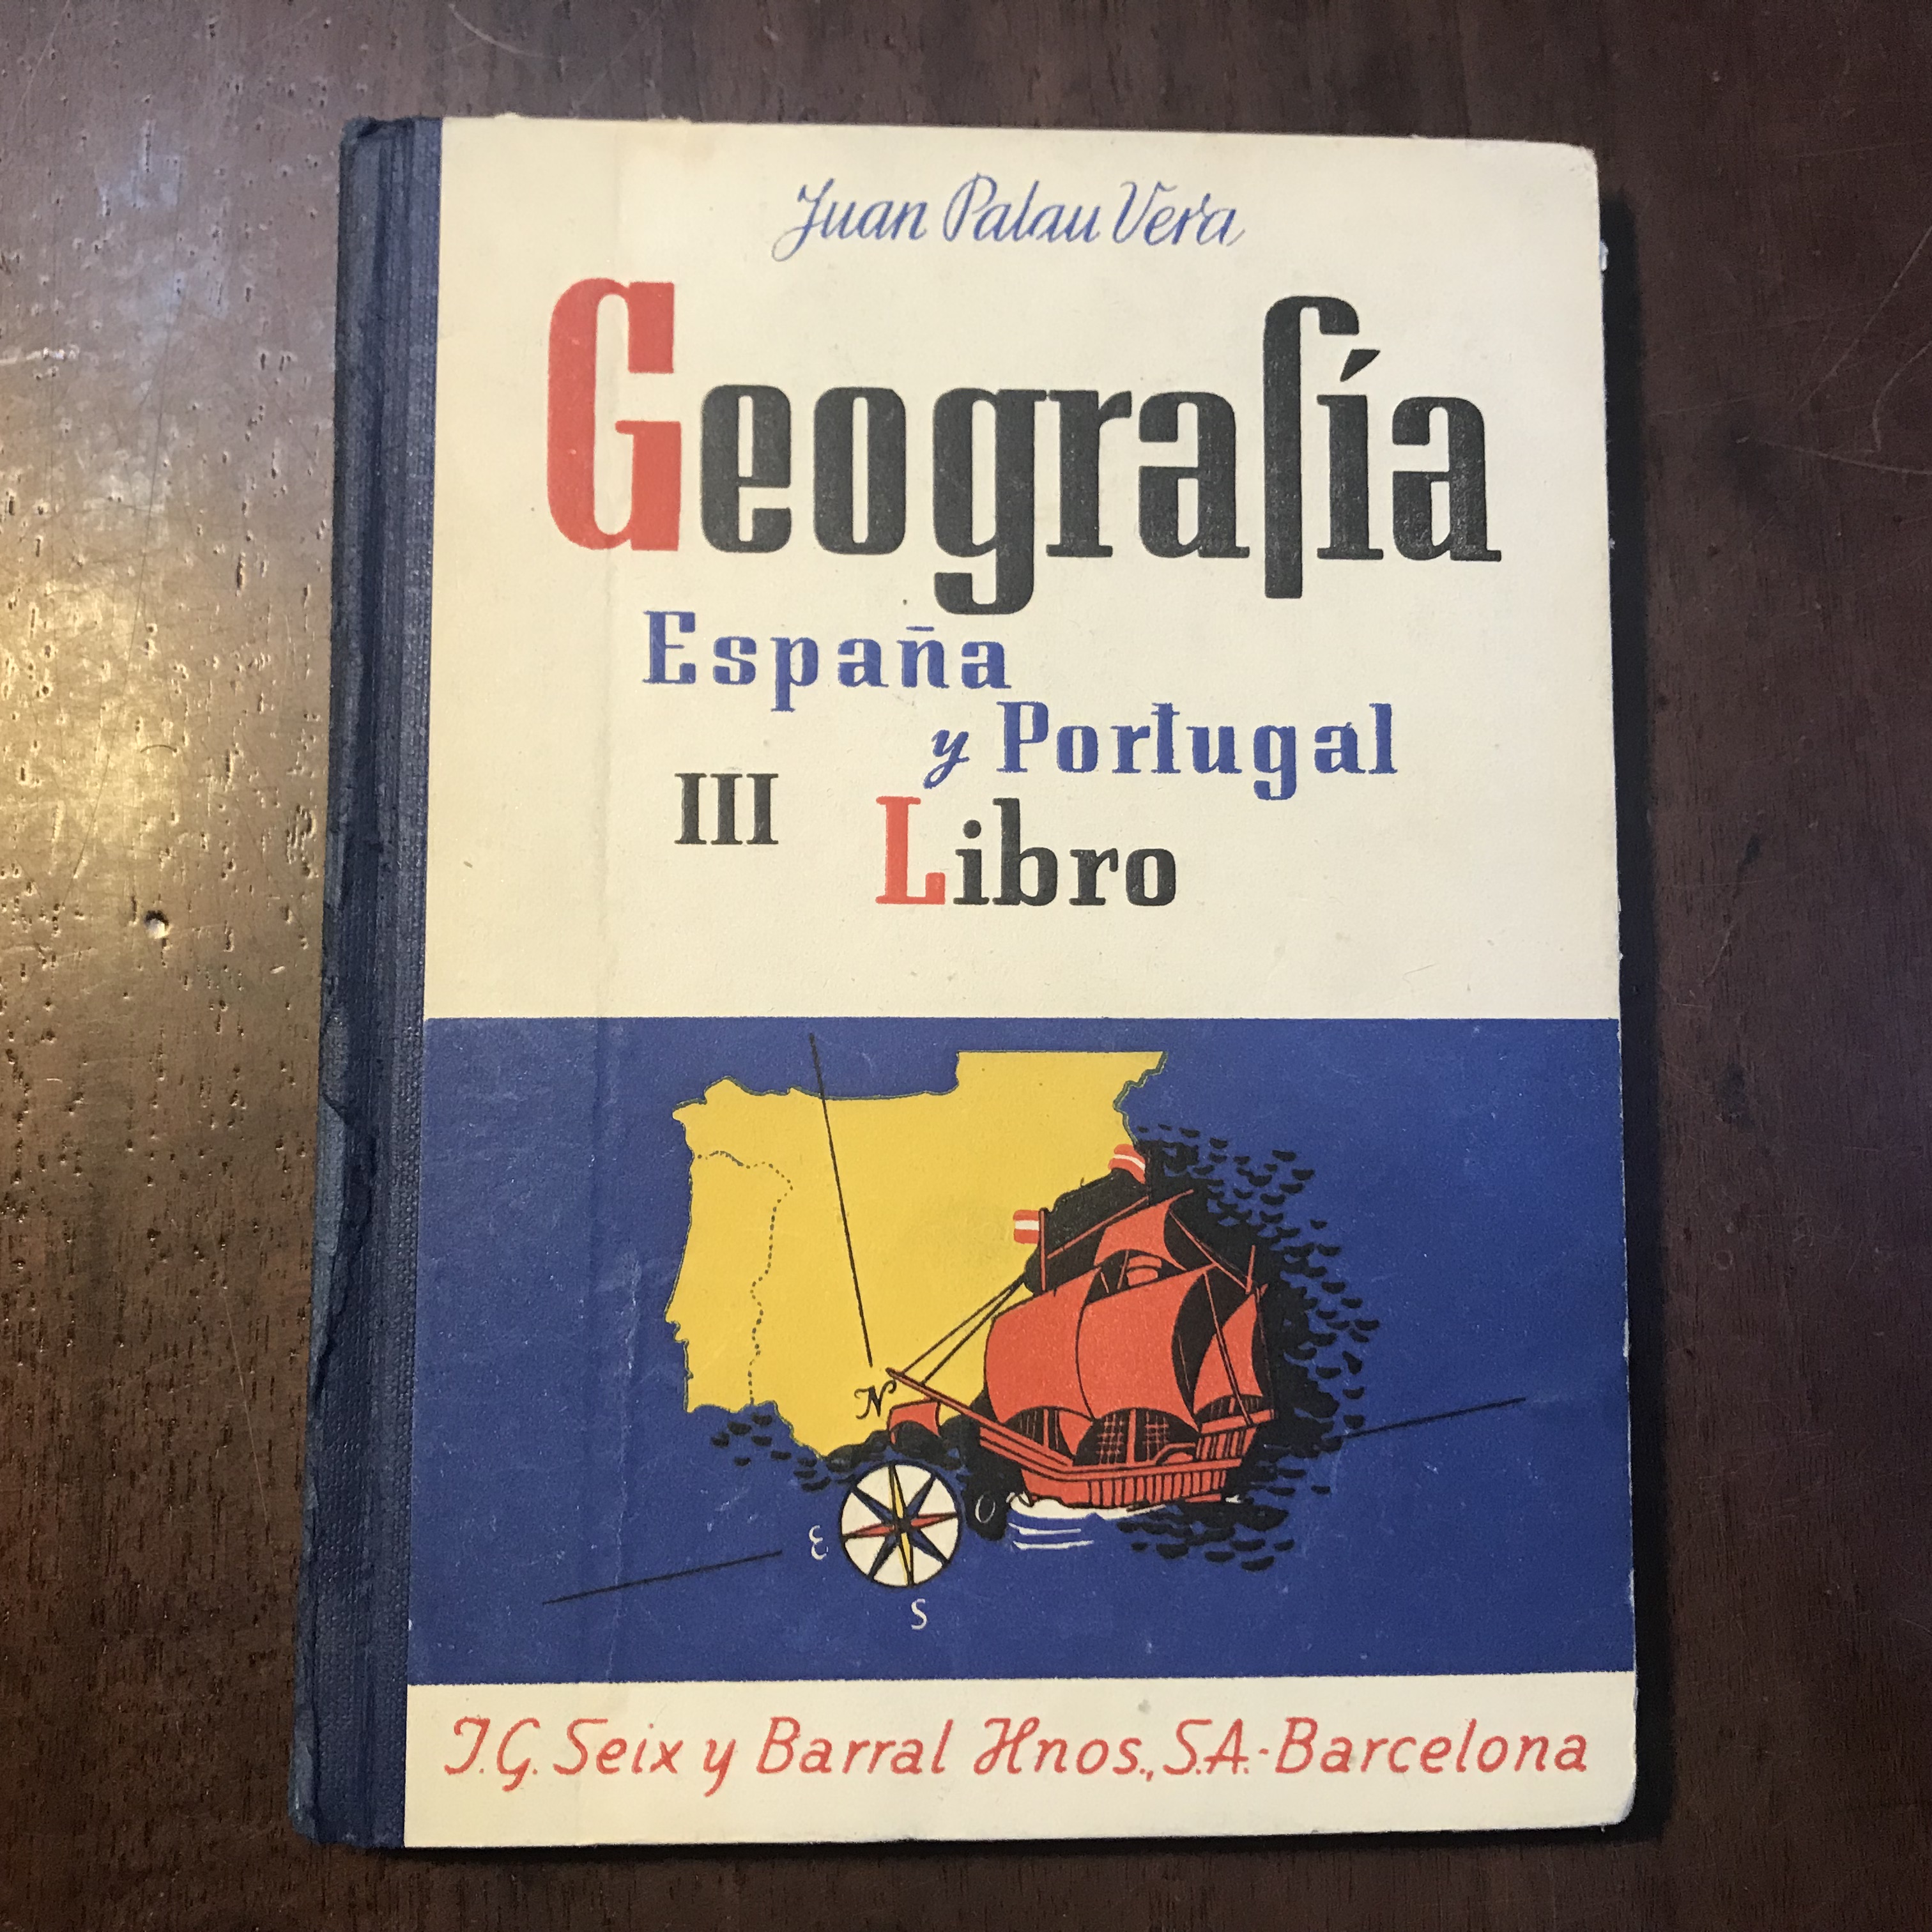 Juan Palau Vera
Geografía
España
y Portugal
III Libro
N
O
E
S
I.G. Seix y Barral Hnos., S.A.-Barcelona